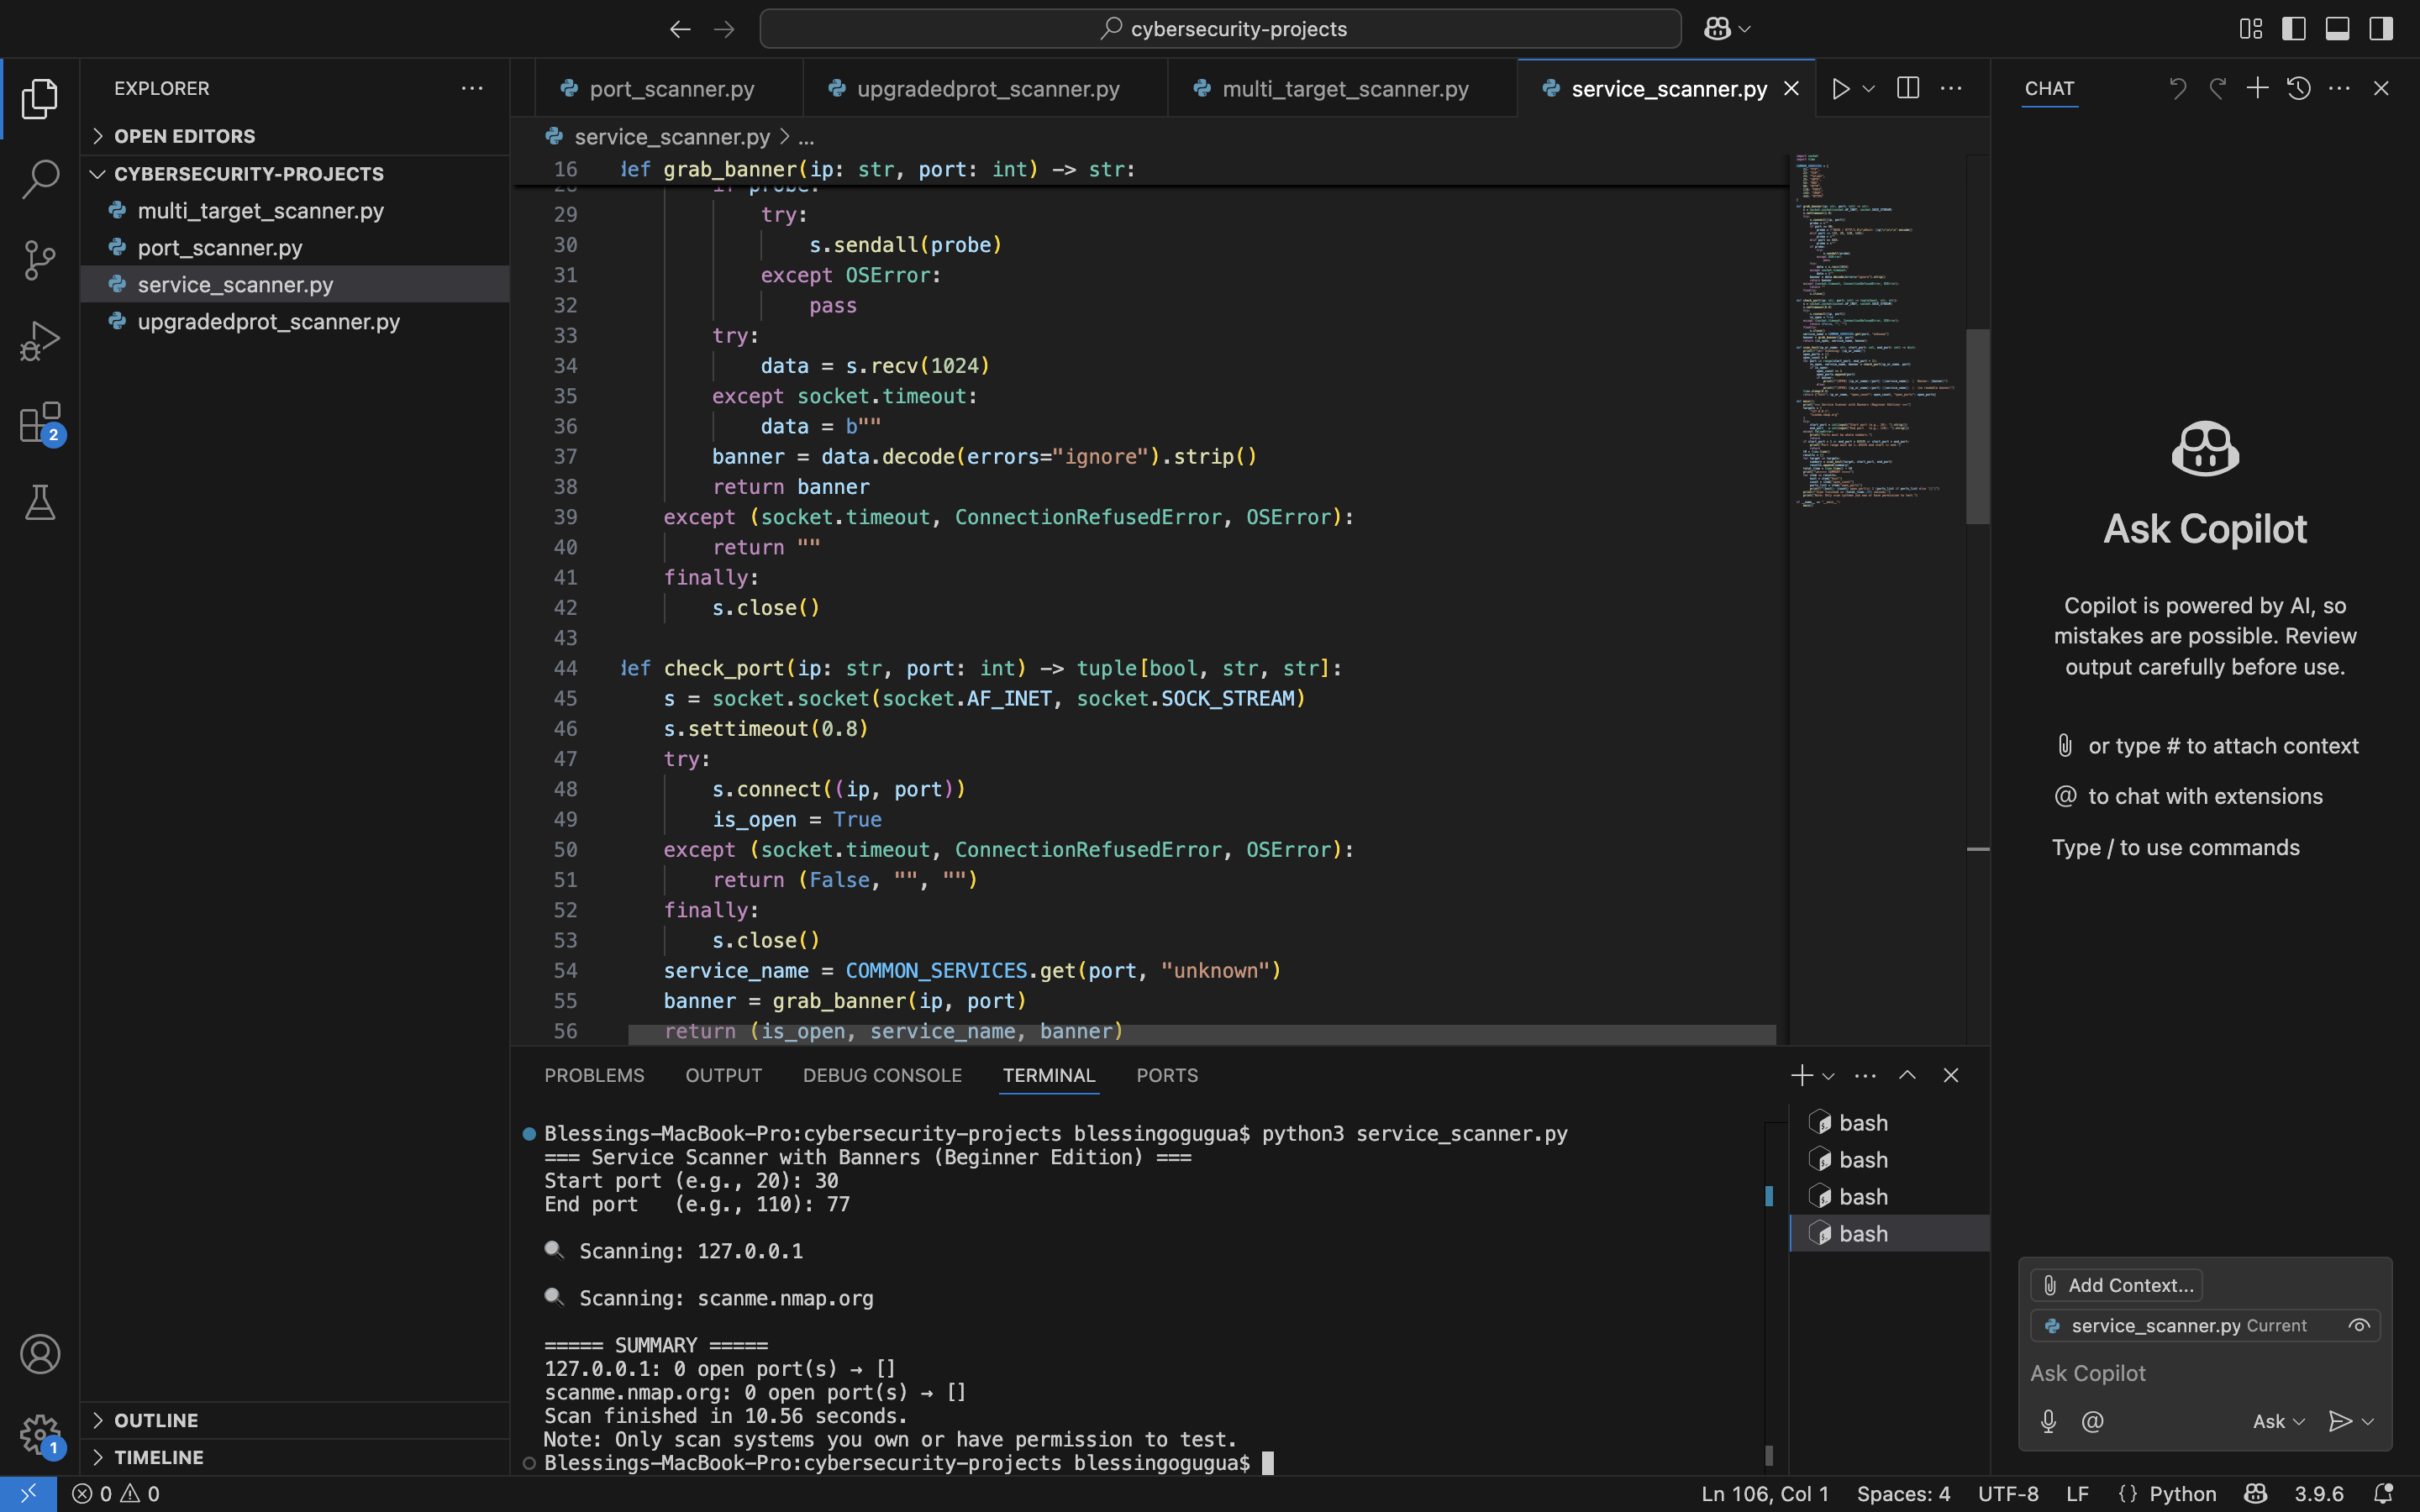 cybersecurity-projects
EXPLORER
OPEN EDITORS
CYBERSECURITY-PROJECTS
multi_target_scanner.py
port_scanner.py
service_scanner.py
upgradedprot_scanner.py
OUTLINE
TIMELINE
2
1
port_scanner.py
upgradedprot_scanner.py
multi_target_scanner.py
service_scanner.py
service_scanner.py > ...
16 def grab_banner(ip: str, port: int) -> str:
28 if probe:
29 try:
30 s.sendall(probe)
31 except OSError:
32 pass
33 try:
34 data = s.recv(1024)
35 except socket.timeout:
36 data = b""
37 banner = data.decode(errors="ignore").strip()
38 return banner
39 except (socket.timeout, ConnectionRefusedError, OSError):
40 return ""
41 finally:
42 s.close()
43
44 def check_port(ip: str, port: int) -> tuple[bool, str, str]:
45 s = socket.socket(socket.AF_INET, socket.SOCK_STREAM)
46 s.settimeout(0.8)
47 try:
48 s.connect((ip, port))
49 is_open = True
50 except (socket.timeout, ConnectionRefusedError, OSError):
51 return (False, "", "")
52 finally:
53 s.close()
54 service_name = COMMON_SERVICES.get(port, "unknown")
55 banner = grab_banner(ip, port)
56 return (is_open, service_name, banner)
PROBLEMS OUTPUT DEBUG CONSOLE TERMINAL PORTS
Blessings-MacBook-Pro:cybersecurity-projects blessingogugua$ python3 service_scanner.py
=== Service Scanner with Banners (Beginner Edition) ===
Start port (e.g., 20): 30
End port   (e.g., 110): 77
Scanning: 127.0.0.1
Scanning: scanme.nmap.org
===== SUMMARY =====
127.0.0.1: 0 open port(s) → []
scanme.nmap.org: 0 open port(s) → []
Scan finished in 10.56 seconds.
Note: Only scan systems you own or have permission to test.
Blessings-MacBook-Pro:cybersecurity-projects blessingogugua$
bash
bash
bash
bash
CHAT
Ask Copilot
Copilot is powered by AI, so
mistakes are possible. Review
output carefully before use.
or type # to attach context
@ to chat with extensions
Type / to use commands
Add Context...
service_scanner.py Current
Ask Copilot
@ Ask
0 0
Ln 106, Col 1 Spaces: 4 UTF-8 LF {} Python 3.9.6